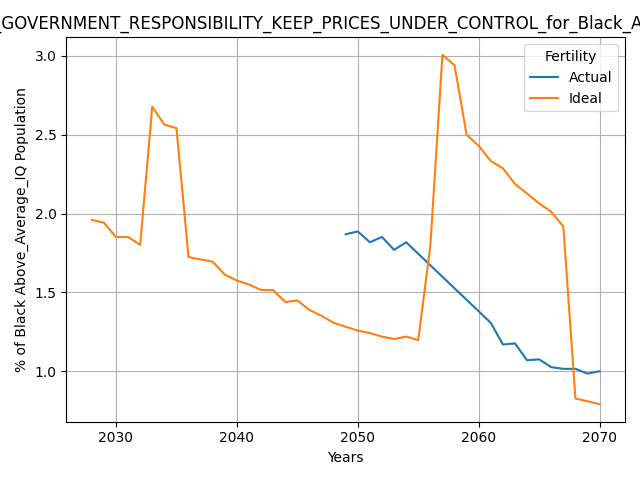 _GOVERNMENT_RESPONSIBILITY_KEEP_PRICES_UNDER_CONTROL_for_Black_A
Fertility
Actual
Ideal
% of Black Above_Average_IQ Population
3.0
2.5
2.0
1.5
1.0
2030 2040 2050 2060 2070
Years